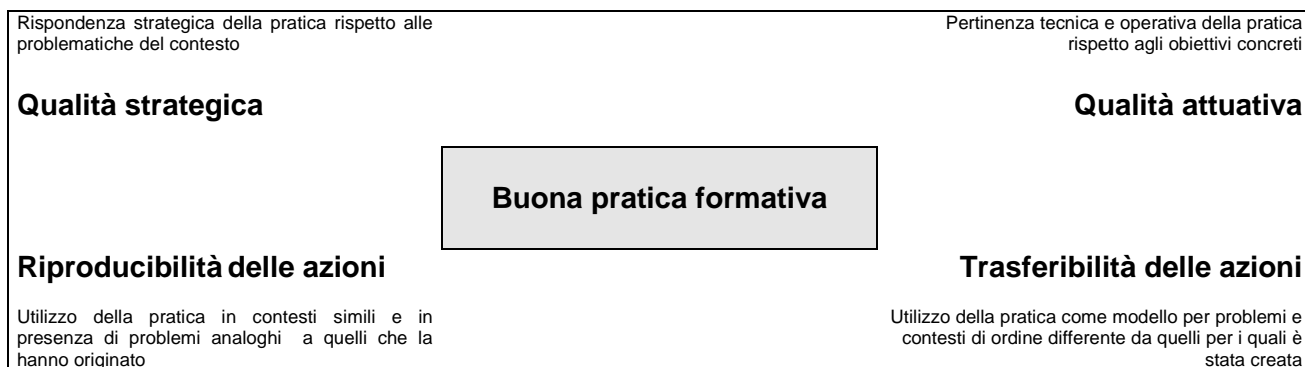 Rispondenza strategica della pratica rispetto alle
problematiche del contesto
Pertinenza tecnica e operativa della pratica
rispetto agli obiettivi concreti
Qualità strategica
Qualità attuativa
Buona pratica formativa
Riproducibilità delle azioni
Trasferibilità delle azioni
Utilizzo della pratica in contesti simili e in
presenza di problemi analoghi a quelli che la
hanno originato
Utilizzo della pratica come modello per problemi e
contesti di ordine differente da quelli per i quali è
stata creata